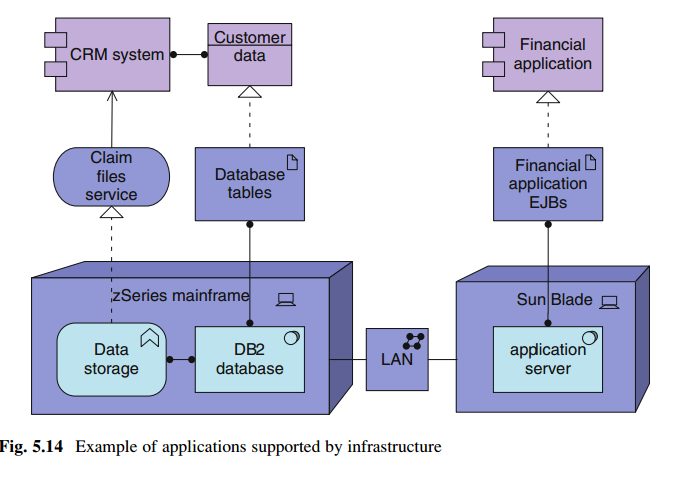 CRM system
Customer
data
Financial
application
Claim
files
service
Database
tables
Financial
application
EJBs
zSeries mainframe
Sun Blade
Data
storage
DB2
database
LAN
application
server
Fig. 5.14 Example of applications supported by infrastructure